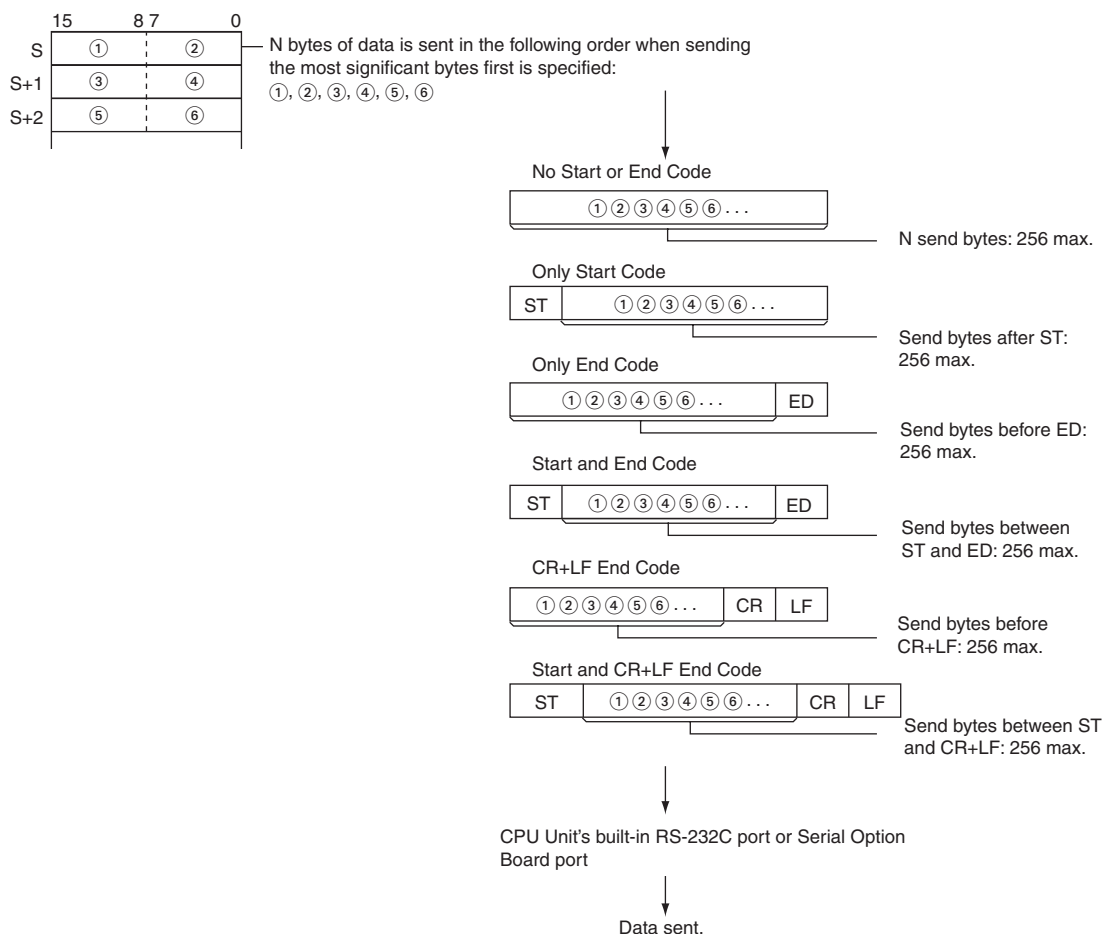 15 8 7 0
S ① ②
S+1 ③ ④
S+2 ⑤ ⑥
N bytes of data is sent in the following order when sending
the most significant bytes first is specified:
①, ②, ③, ④, ⑤, ⑥
No Start or End Code
①②③④⑤⑥...
N send bytes: 256 max.
Only Start Code
ST ①②③④⑤⑥...
Send bytes after ST:
256 max.
Only End Code
①②③④⑤⑥... ED
Send bytes before ED:
256 max.
Start and End Code
ST ①②③④⑤⑥... ED
Send bytes between
ST and ED: 256 max.
CR+LF End Code
①②③④⑤⑥... CR LF
Send bytes before
CR+LF: 256 max.
Start and CR+LF End Code
ST ①②③④⑤⑥... CR LF
Send bytes between ST
and CR+LF: 256 max.
CPU Unit's built-in RS-232C port or Serial Option
Board port
Data sent.